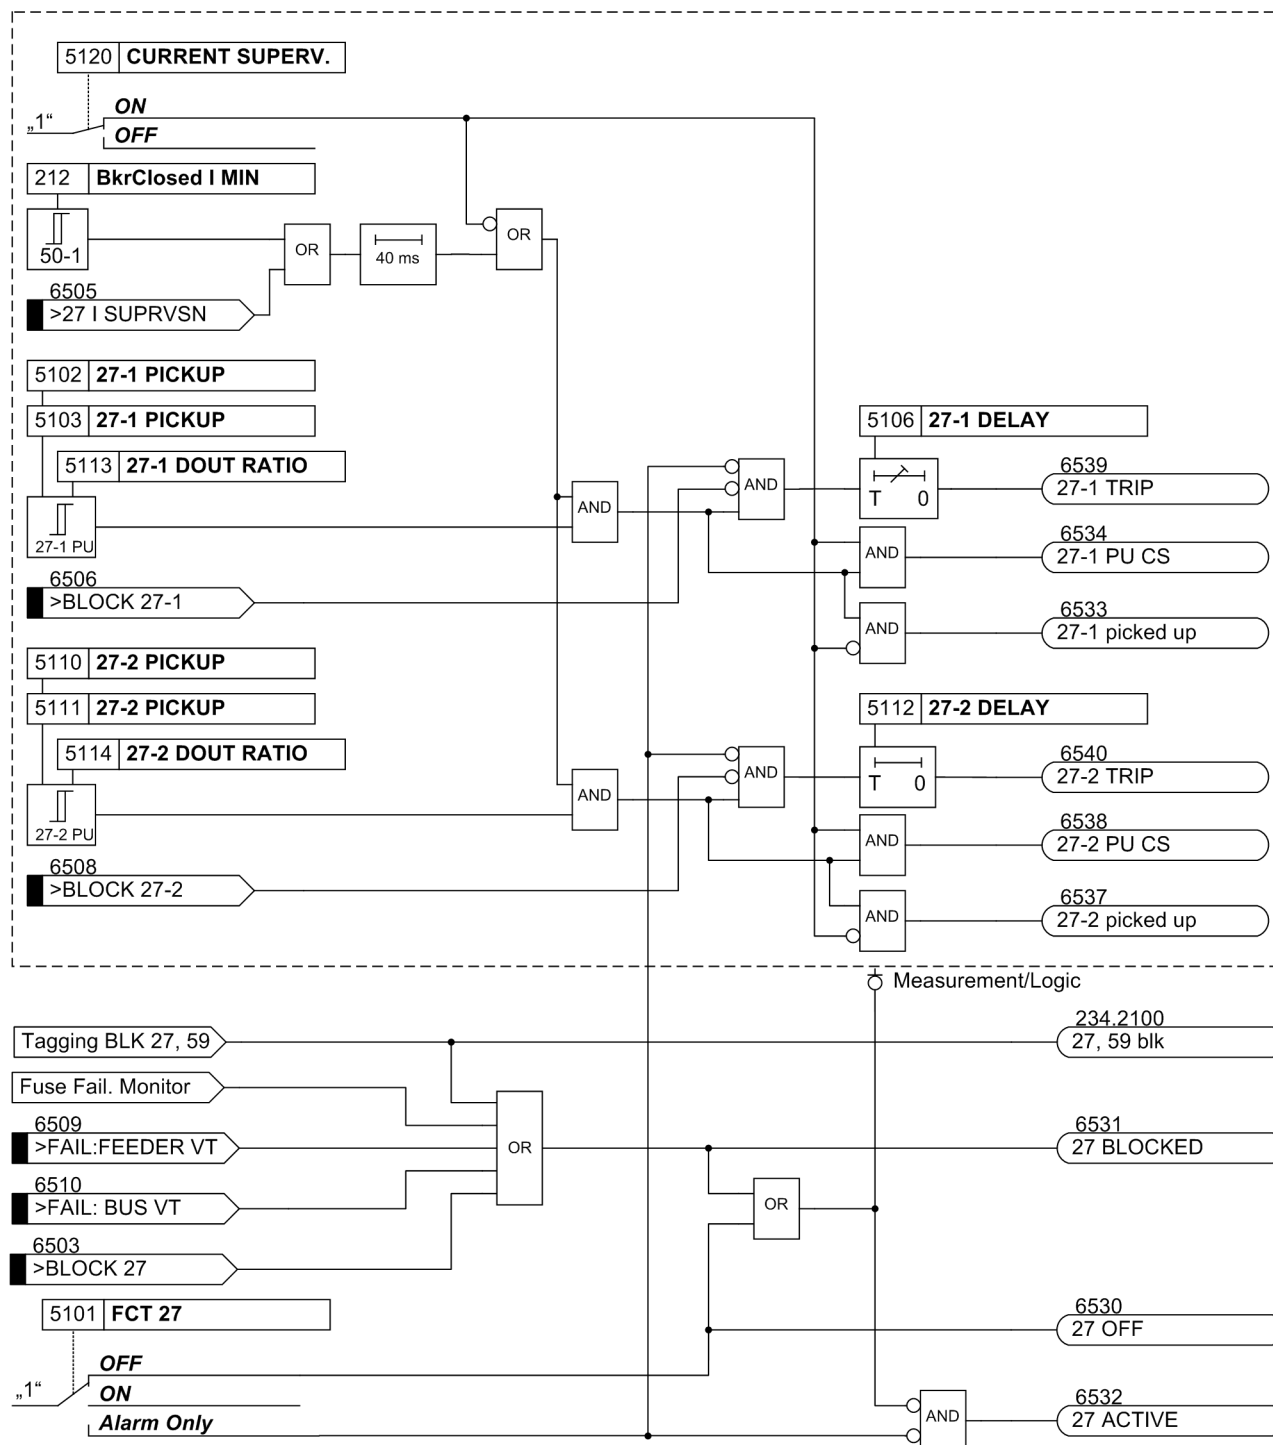 5120 CURRENT SUPERV.
ON
„1“
OFF
212 BkrClosed I MIN
50-1
OR
40 ms
OR
6505
>27 I SUPRVSN
5102 27-1 PICKUP
5103 27-1 PICKUP
5113 27-1 DOUT RATIO
27-1 PU
AND
AND
5106 27-1 DELAY
T 0
6539
27-1 TRIP
AND
6534
27-1 PU CS
6506
>BLOCK 27-1
AND
6533
27-1 picked up
5110 27-2 PICKUP
5111 27-2 PICKUP
5114 27-2 DOUT RATIO
27-2 PU
AND
AND
5112 27-2 DELAY
T 0
6540
27-2 TRIP
AND
6538
27-2 PU CS
6508
>BLOCK 27-2
AND
6537
27-2 picked up
Measurement/Logic
Tagging BLK 27, 59
234.2100
27, 59 blk
Fuse Fail. Monitor
6509
>FAIL:FEEDER VT
OR
6531
27 BLOCKED
6510
>FAIL: BUS VT
OR
6503
>BLOCK 27
5101 FCT 27
6530
27 OFF
OFF
„1“
ON
Alarm Only
AND
6532
27 ACTIVE